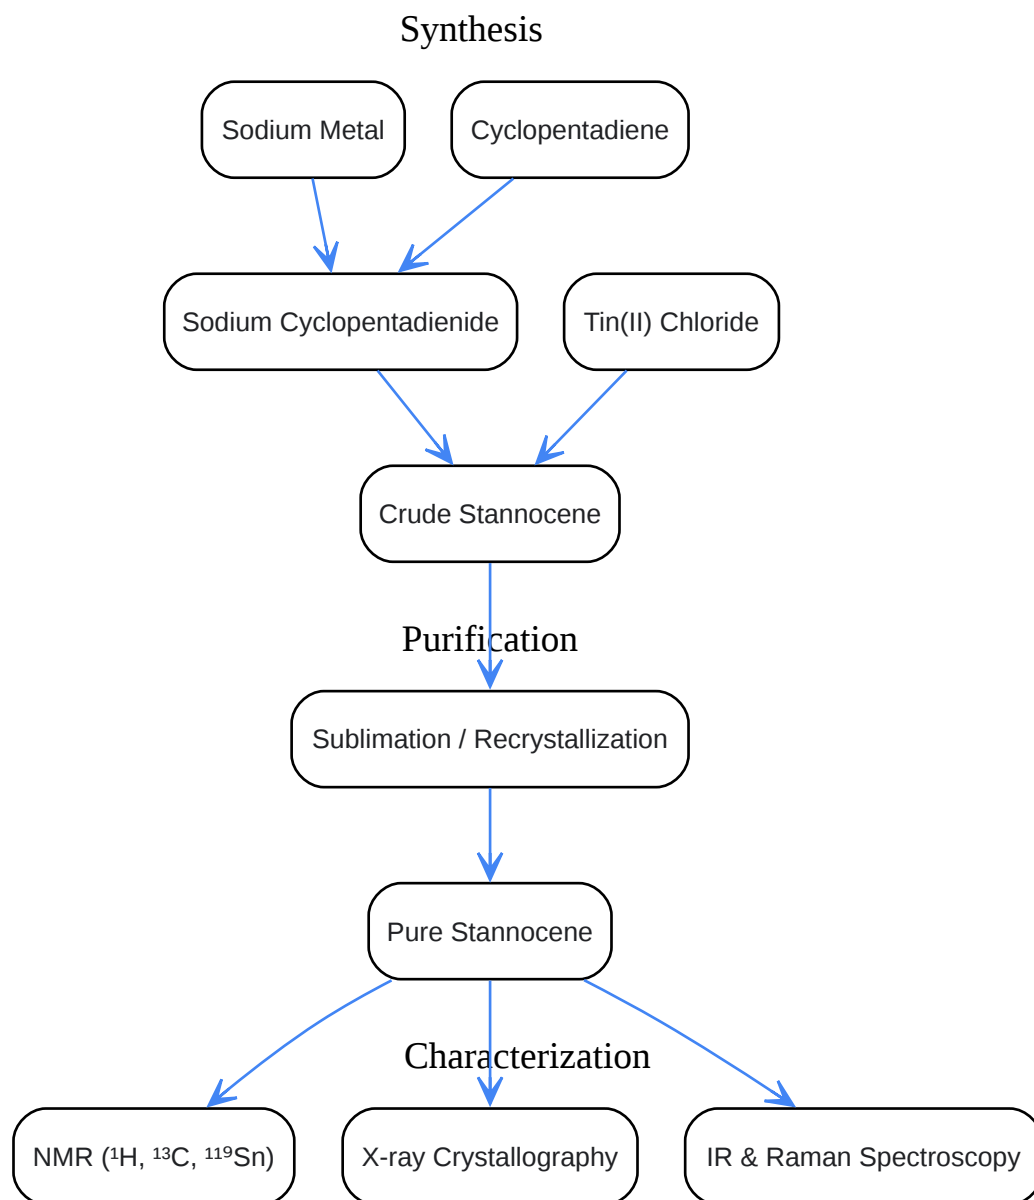 Synthesis
Sodium Metal
Cyclopentadiene
Sodium Cyclopentadienide
Tin(II) Chloride
Crude Stannocene
Purification
Sublimation / Recrystallization
Pure Stannocene
Characterization
NMR (¹H, ¹³C, ¹¹⁹Sn)
X-ray Crystallography
IR & Raman Spectroscopy